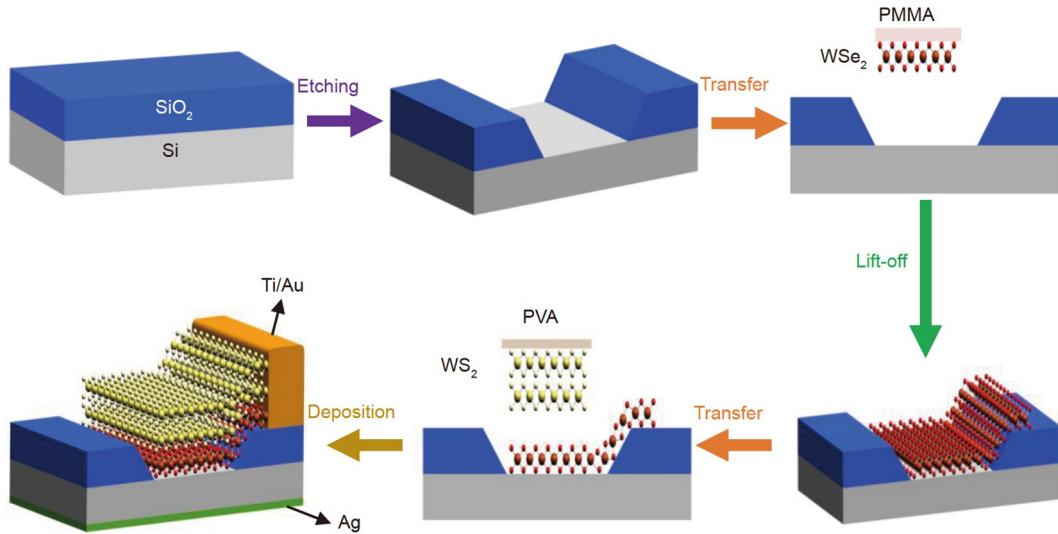 SiO₂
Si
Etching
Transfer
PMMA
WSe₂
Lift-off
Transfer
PVA
WS₂
Deposition
Ti/Au
Ag